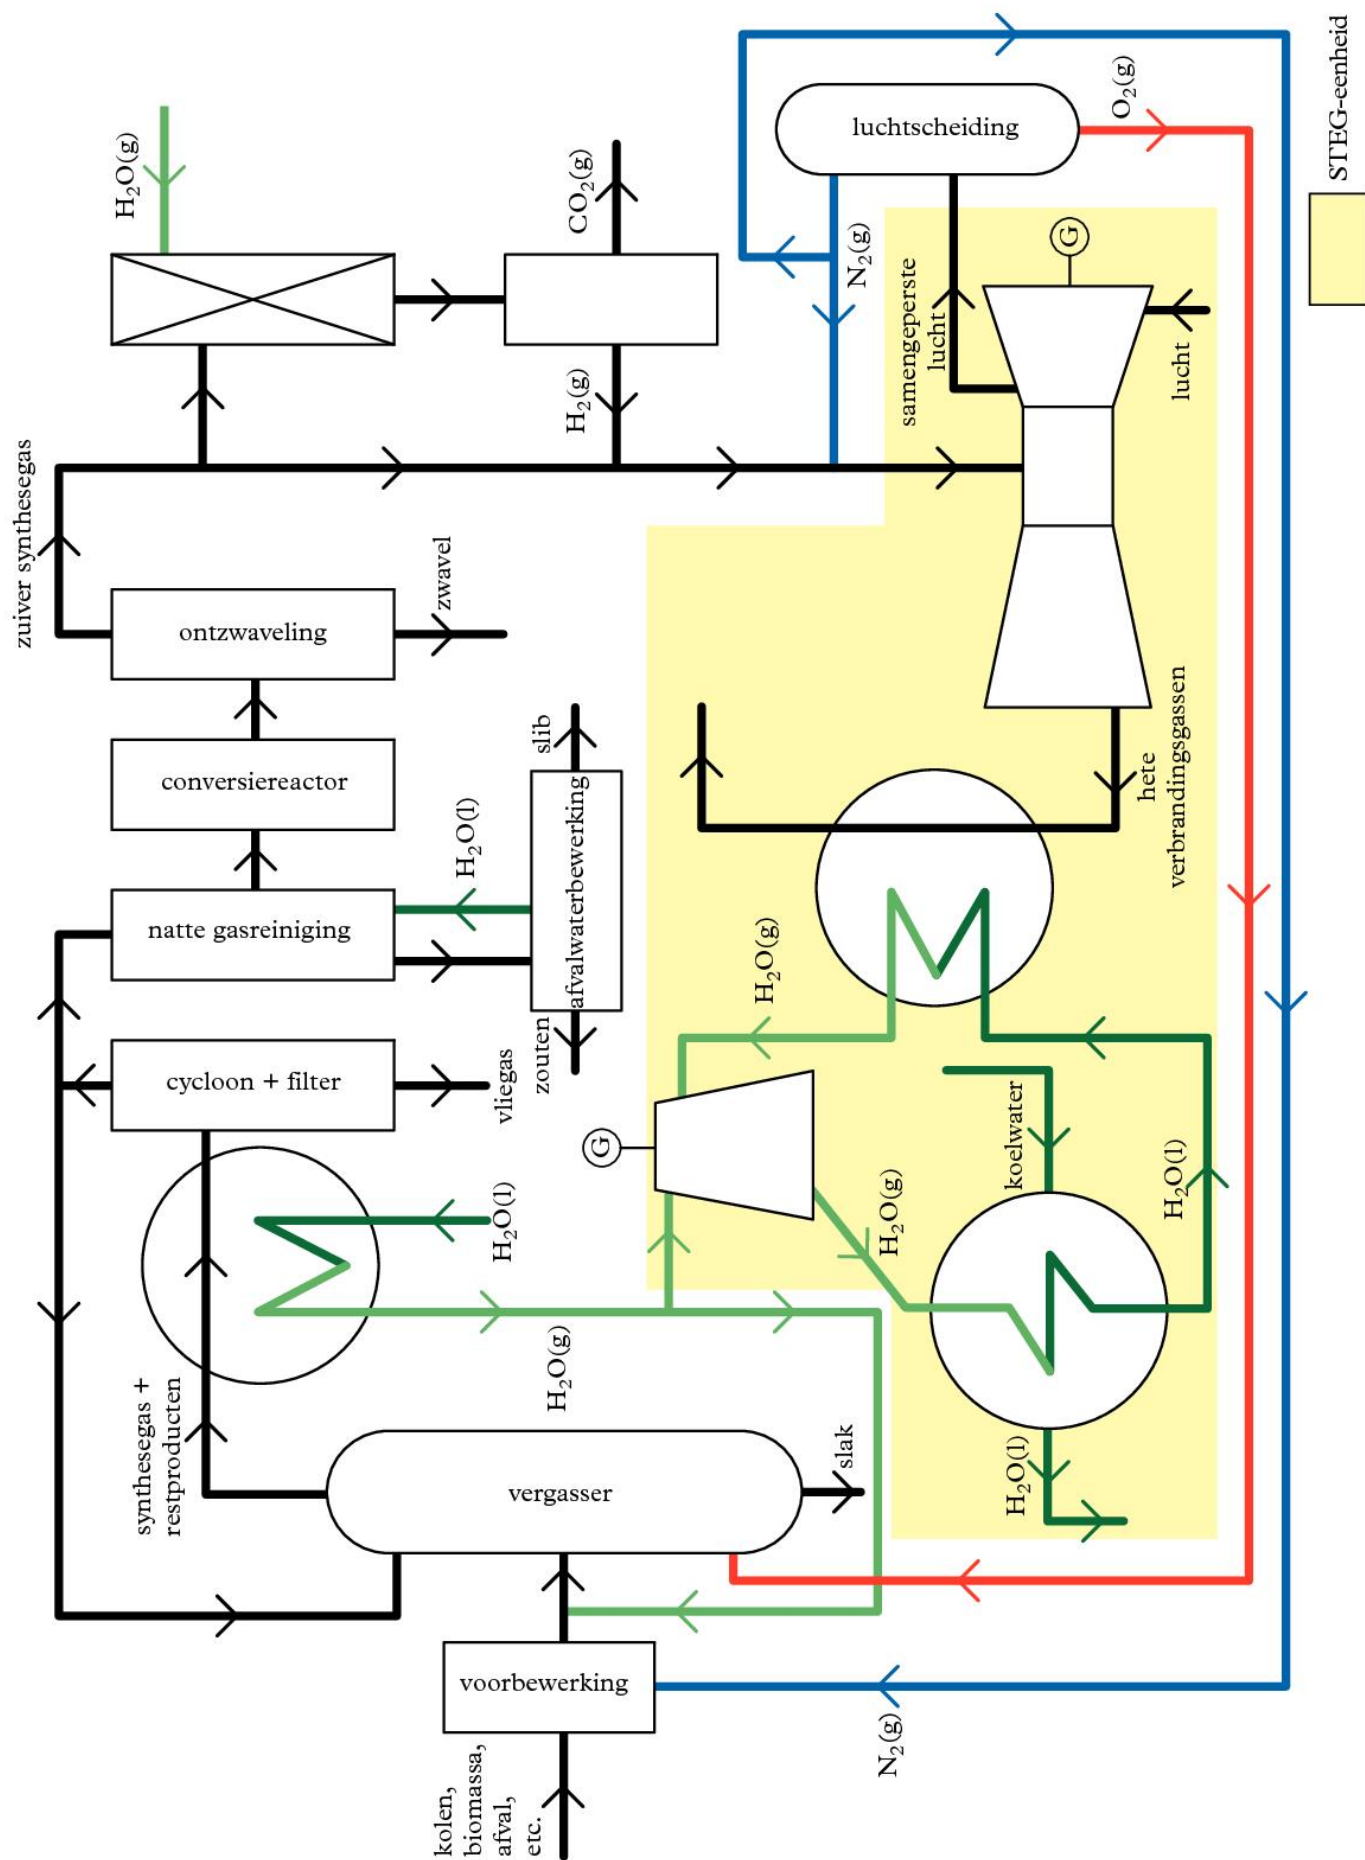 zuiver synthesegas
H₂O(g)
CO₂(g)
H₂(g)
luchtscheiding
O₂(g)
N₂(g)
samengeperste
lucht
G
lucht
STEG-eenheid
ontzwaveling
zwavel
conversiereactor
natte gasreiniging
H₂O(l)
slib
afvalwaterbewerking
zouten
cycloon + filter
vliegas
hete
verbrandingsgassen
H₂O(g)
G
koelwater
H₂O(l)
H₂O(g)
H₂O(l)
H₂O(g)
synthesegas +
restproducten
vergasser
slak
H₂O(l)
voorbewerking
N₂(g)
kolen,
biomassa,
afval,
etc.